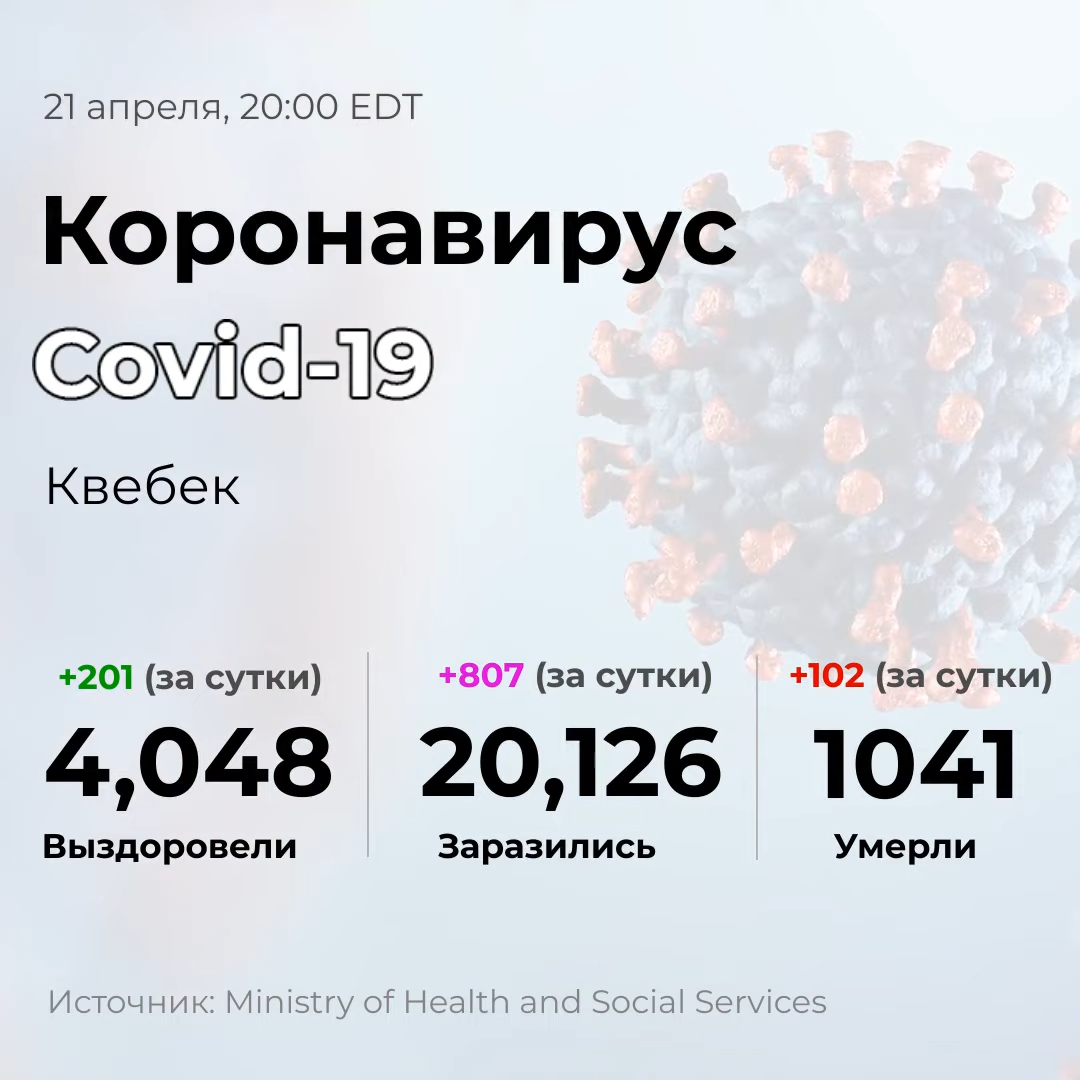 21 апреля, 20:00 EDT
Коронавирус
Covid-19
Квебек
+201 (за сутки)
4,048
Выздоровели
+807 (за сутки)
20,126
Заразились
+102 (за сутки)
1041
Умерли
Источник: Ministry of Health and Social Services